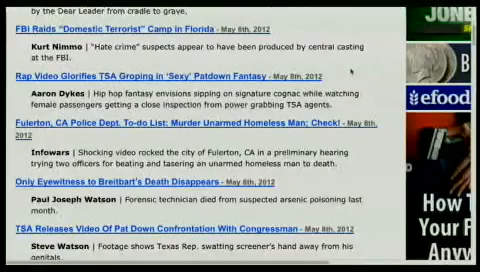 by the Dear Leader from cradle to grave.
FBI Raids "Domestic Terrorist" Camp in Florida - May 8th, 2012
Kurt Nimmo | "Hate crime" suspects appear to have been produced by central casting
at the FBI.
Rap Video Glorifies TSA Groping in 'Sexy' Patdown Fantasy - May 8th, 2012
Aaron Dykes | Hip hop fantasy envisions sipping on signature cognac while watching
female passengers getting a close inspection from power grabbing TSA agents.
Fulerton, CA Police Dept. To-do List: Murder Unarmed Homeless Man; Check! - May 8th,
2012
Infowars | Shocking video rocked the city of Fulerton, CA in a preliminary hearing
trying two officers for beating and tasering an unarmed homeless man to death.
Only Eyewitness to Breitbart's Death Disappears - May 8th, 2012
Paul Joseph Watson | Forensic technician died from suspected arsenic poisoning last
month.
TSA Releases Video Of Pat Down Confrontation With Congressman - May 8th, 2012
Steve Watson | Footage shows Texas Rep. swatting screener's hand away from his
genitals.
JONE
B
efood
How
Your F
Anyw